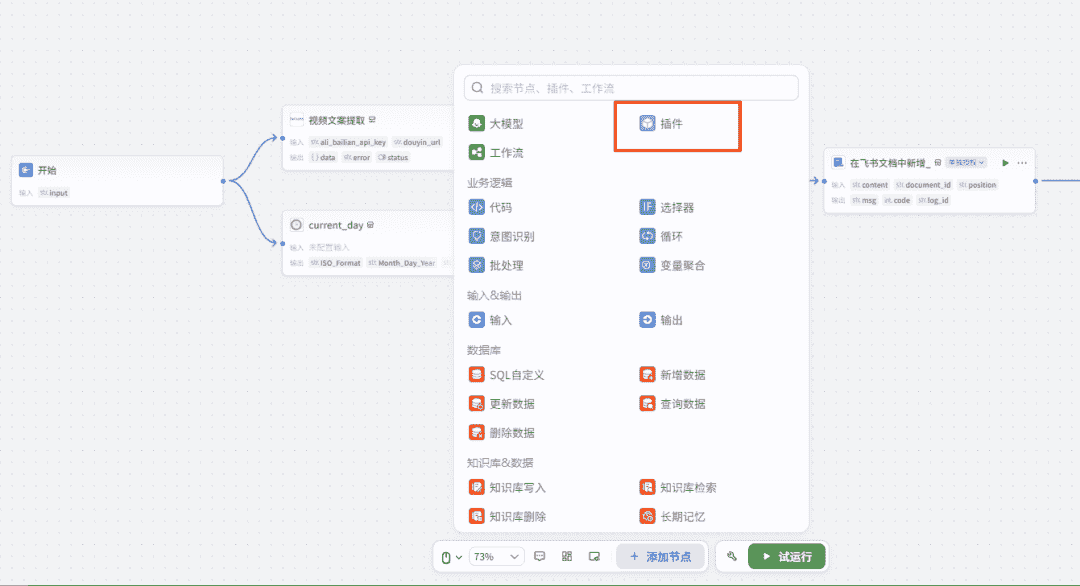 开始
输入 str. input
视频文案提取
输入 str. ali_bailian_api_key str. douyin_url
输出 {} data str. error status
current_day
输入 未配置输入
输出 str. ISO_Format str. Month_Day_Year
搜索节点、插件、工作流
大模型 插件
工作流
业务逻辑
代码 选择器
意图识别 循环
批处理 变量聚合
输入&输出
输入 输出
数据库
SQL自定义 新增数据
更新数据 查询数据
删除数据
知识库&数据
知识库写入 知识库检索
知识库删除 长期记忆
在飞书文档中新增_ 单独授权
输入 str. content str. document_id str. position
输出 str. msg int. code str. log_id
73% + 添加节点 试运行